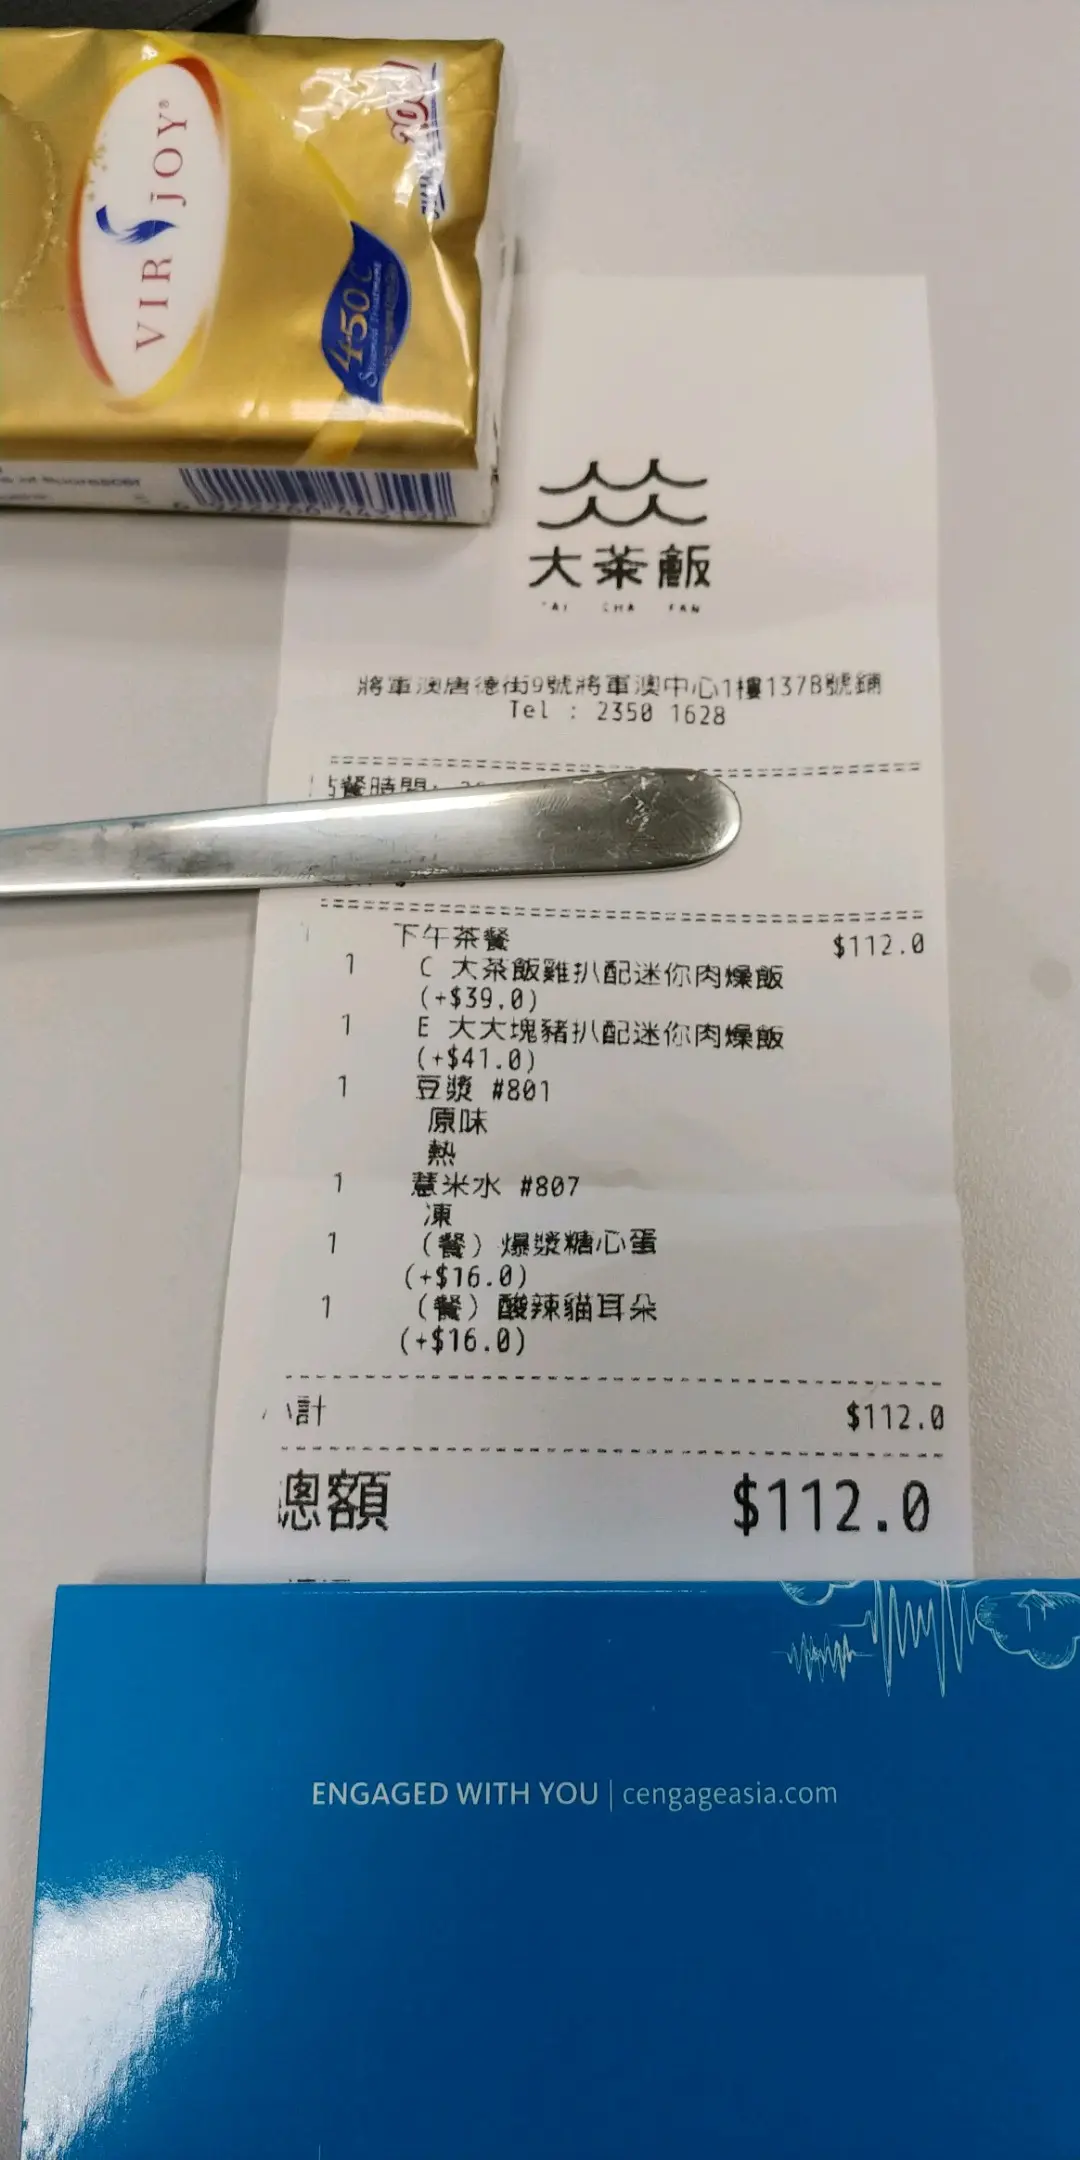 VIRJOY®
450°C
大茶飯
TAI CHA FAN
將軍澳唐德街9號將軍澳中心1樓137B號鋪
Tel : 2350 1628
餐時間:
下午茶餐 $112.0
1 C 大茶飯雞扒配迷你肉燥飯
(+$39.0)
1 E 大大塊豬扒配迷你肉燥飯
(+$41.0)
1 豆漿 #801
原味
熱
1 薏米水 #807
凍
1 (餐) 爆漿糖心蛋
(+$16.0)
1 (餐) 酸辣貓耳朵
(+$16.0)
小計 $112.0
總額 $112.0
ENGAGED WITH YOU | cengageasia.com